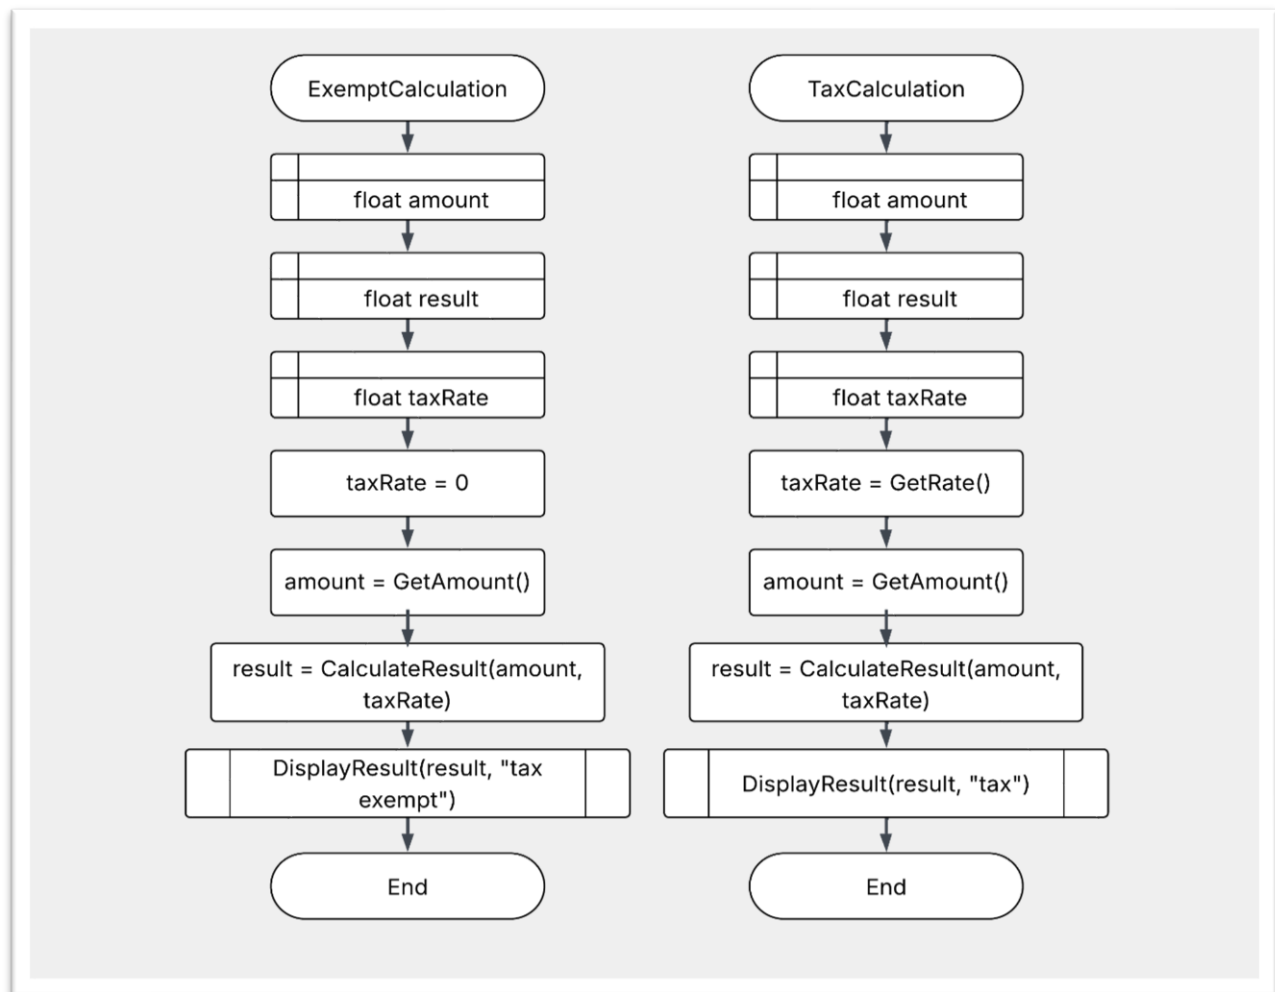 ExemptCalculation
float amount
float result
float taxRate
taxRate = 0
amount = GetAmount()
result = CalculateResult(amount,
taxRate)
DisplayResult(result, "tax
exempt")
End
TaxCalculation
float amount
float result
float taxRate
taxRate = GetRate()
amount = GetAmount()
result = CalculateResult(amount,
taxRate)
DisplayResult(result, "tax")
End